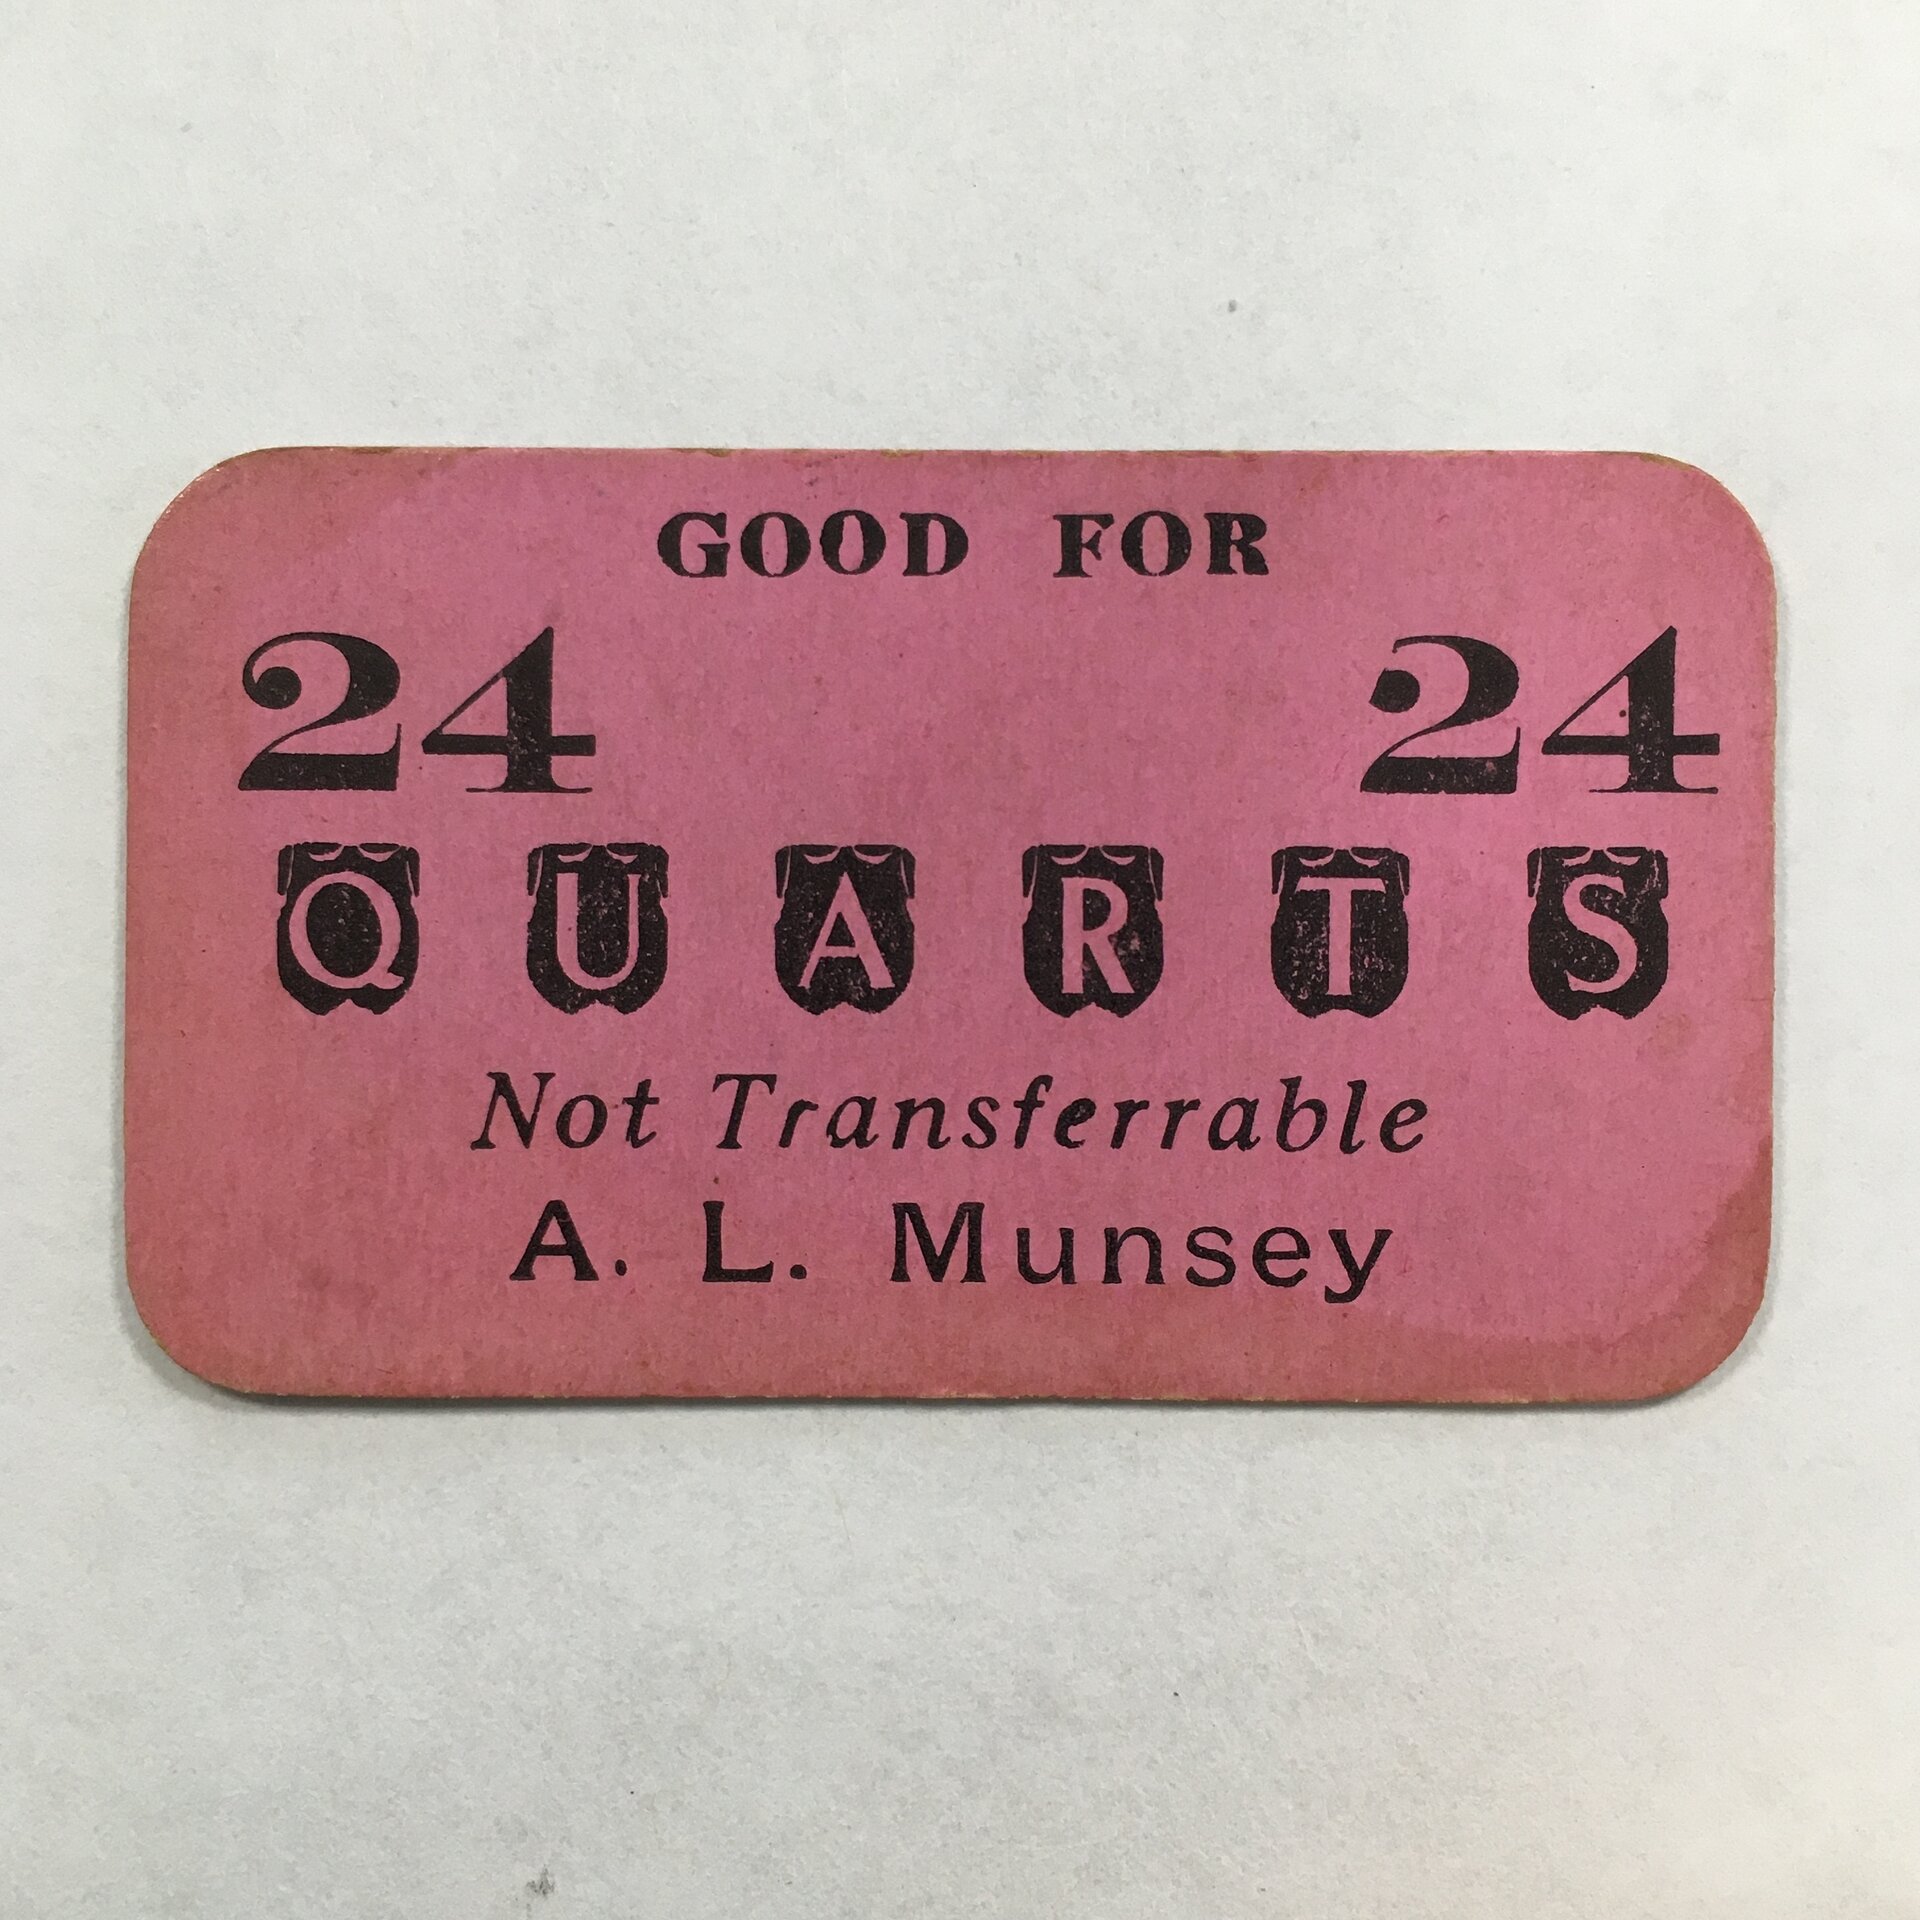 GOOD FOR
24 24
QUARTS
Not Transferrable
A. L. Munsey